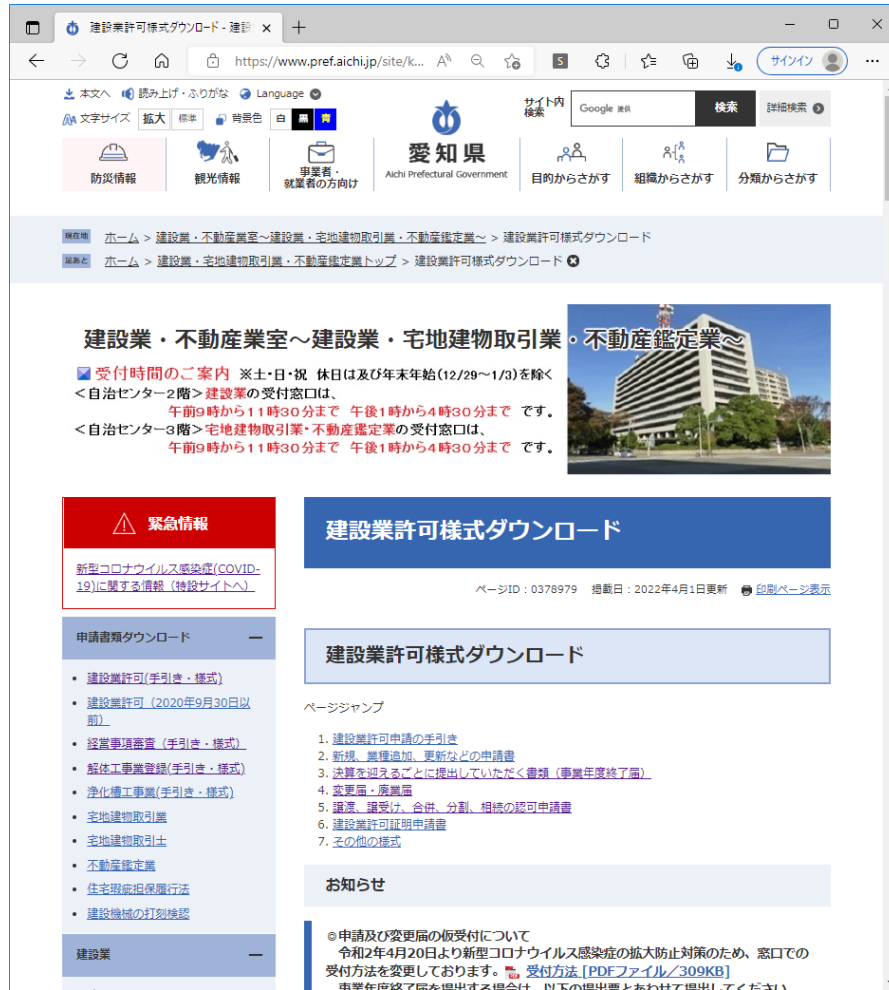 建設業許可様式ダウンロード - 建設
https://www.pref.aichi.jp/site/k...
サインイン
本文へ 読み上げ・ふりがな Language
文字サイズ 拡大 標準 背景色 白 黒 青
サイト内検索 Google 提供 検索 詳細検索
防災情報
観光情報
事業者・
就業者の方向け
愛知県
Aichi Prefectural Government
目的からさがす
組織からさがす
分類からさがす
現在地 ホーム > 建設業・不動産業室~建設業・宅地建物取引業・不動産鑑定業~ > 建設業許可様式ダウンロード
足あと ホーム > 建設業・宅地建物取引業・不動産鑑定業トップ > 建設業許可様式ダウンロード
建設業・不動産業室~建設業・宅地建物取引業・不動産鑑定業~
受付時間のご案内 ※土・日・祝 休日は及び年末年始(12/29~1/3)を除く
<自治センター2階>建設業の受付窓口は、
午前9時から11時30分まで 午後1時から4時30分まで です。
<自治センター3階>宅地建物取引業・不動産鑑定業の受付窓口は、
午前9時から11時30分まで 午後1時から4時30分まで です。
緊急情報
新型コロナウイルス感染症(COVID-
19)に関する情報(特設サイトへ)
申請書類ダウンロード
建設業許可(手引き・様式)
建設業許可(2020年9月30日以
前)
経営事項審査(手引き・様式)
解体工事業登録(手引き・様式)
浄化槽工事業(手引き・様式)
宅地建物取引業
宅地建物取引士
不動産鑑定業
住宅瑕疵担保履行法
建設機械の打刻検認
建設業
建設業許可様式ダウンロード
ページID:0378979 掲載日:2022年4月1日更新 印刷ページ表示
建設業許可様式ダウンロード
ページジャンプ
1. 建設業許可申請の手引き
2. 新規、業種追加、更新などの申請書
3. 決算を迎えるごとに提出していただく書類(事業年度終了届)
4. 変更届・廃業届
5. 譲渡、譲受け、合併、分割、相続の認可申請書
6. 建設業許可証明申請書
7. その他の様式
お知らせ
◎申請及び変更届の仮受付について
令和2年4月20日より新型コロナウイルス感染症の拡大防止対策のため、窓口での
受付方法を変更しております。 受付方法 [PDFファイル/309KB]
事業年度終了届を提出する場合は、以下の提出票とあわせて提出してください